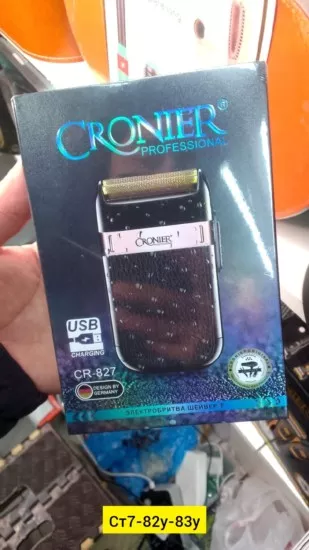 CRONIER®
PROFESSIONAL
CRONIER
USB
CHARGING
CR-827
DESIGN BY
GERMANY
ЭЛЕКТРОБРИТВА ШЕЙВЕР
Ст7-82у-83у